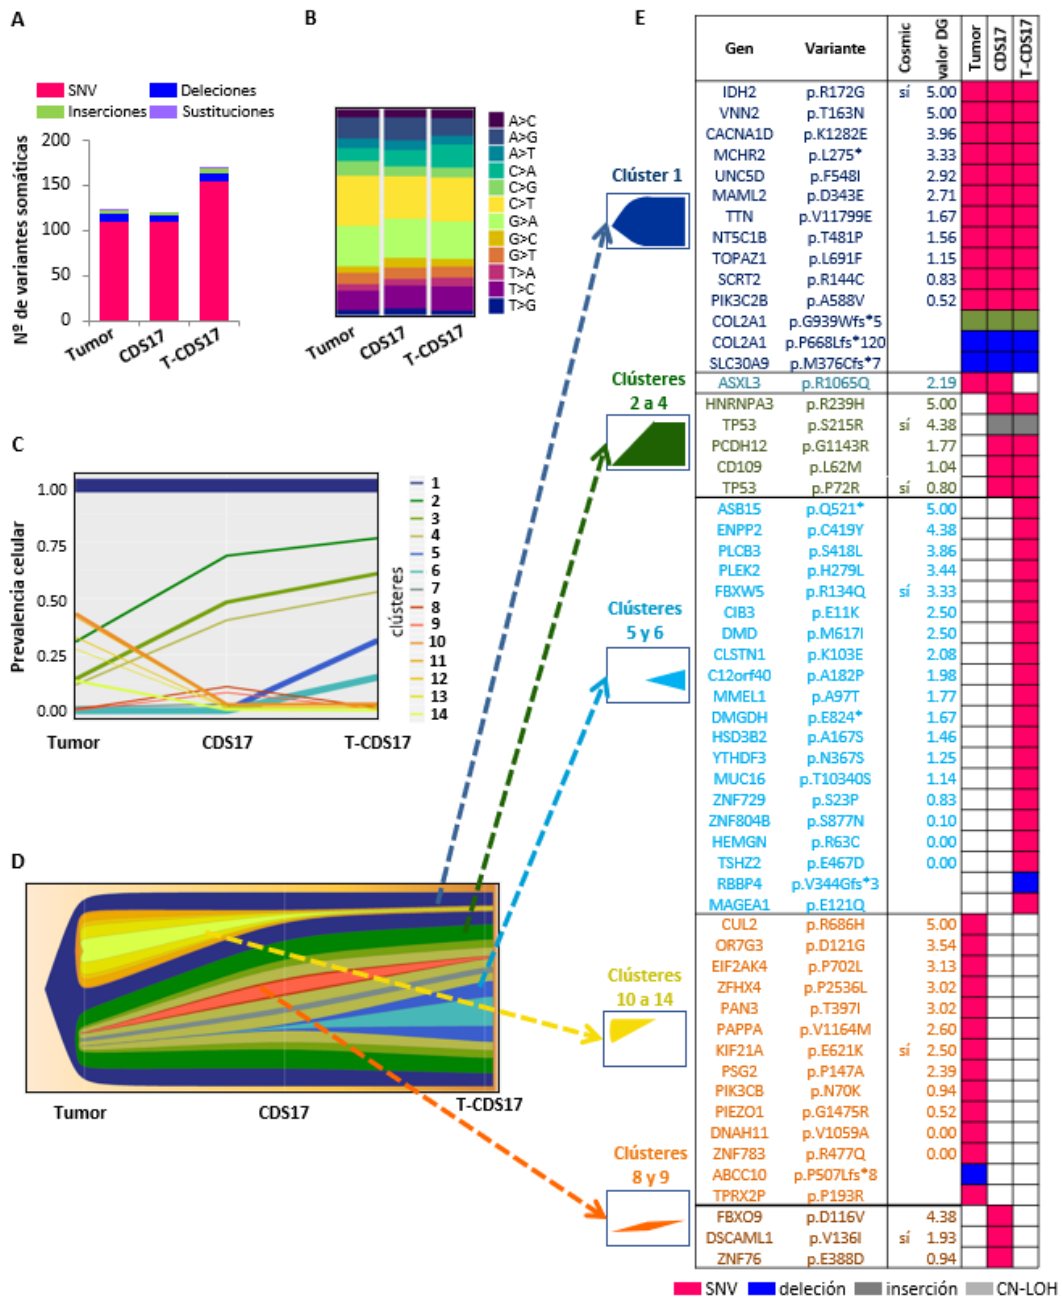 A
SNV
Deleciones
Inserciones
Sustituciones
Nº de variantes somáticas
200
150
100
50
0
Tumor
CDS17
T-CDS17
B
A>C
A>G
A>T
C>A
C>G
C>T
G>A
G>C
G>T
T>A
T>C
T>G
Tumor
CDS17
T-CDS17
C
Prevalencia celular
1.00
0.75
0.50
0.25
0.00
Tumor
CDS17
T-CDS17
clústeres
1
2
3
4
5
6
7
8
9
10
11
12
13
14
D
Tumor
CDS17
T-CDS17
Clúster 1
Clústeres
2 a 4
Clústeres
5 y 6
Clústeres
10 a 14
Clústeres
8 y 9
E
Gen Variante Cosmic valor DG Tumor CDS17 T-CDS17
IDH2 p.R172G sí 5.00
VNN2 p.T163N 5.00
CACNA1D p.K1282E 3.96
MCHR2 p.L275* 3.33
UNC5D p.F548I 2.92
MAML2 p.D343E 2.71
TTN p.V11799E 1.67
NT5C1B p.T481P 1.56
TOPAZ1 p.L691F 1.15
SCRT2 p.R144C 0.83
PIK3C2B p.A588V 0.52
COL2A1 p.G939Wfs*5
COL2A1 p.P668Lfs*120
SLC30A9 p.M376Cfs*7
ASXL3 p.R1065Q 2.19
HNRNPA3 p.R239H 5.00
TP53 p.S215R sí 4.38
PCDH12 p.G1143R 1.77
CD109 p.L62M 1.04
TP53 p.P72R sí 0.80
ASB15 p.Q521* 5.00
ENPP2 p.C419Y 4.38
PLCB3 p.S418L 3.86
PLEK2 p.H279L 3.44
FBXW5 p.R134Q sí 3.33
CIB3 p.E11K 2.50
DMD p.M617I 2.50
CLSTN1 p.K103E 2.08
C12orf40 p.A182P 1.98
MMEL1 p.A97T 1.77
DMGDH p.E824* 1.67
HSD3B2 p.A167S 1.46
YTHDF3 p.N367S 1.25
MUC16 p.T10340S 1.14
ZNF729 p.S23P 0.83
ZNF804B p.S877N 0.10
HEMGN p.R63C 0.00
TSHZ2 p.E467D 0.00
RBBP4 p.V344Gfs*3
MAGEA1 p.E121Q
CUL2 p.R686H 5.00
OR7G3 p.D121G 3.54
EIF2AK4 p.P702L 3.13
ZFHX4 p.P2536L 3.02
PAN3 p.T397I 3.02
PAPPA p.V1164M 2.60
KIF21A p.E621K sí 2.50
PSG2 p.P147A 2.39
PIK3CB p.N70K 0.94
PIEZO1 p.G1475R 0.52
DNAH11 p.V1059A 0.00
ZNF783 p.R477Q 0.00
ABCC10 p.P507Lfs*8
TPRX2P p.P193R
FBXO9 p.D116V 4.38
DSCAML1 p.V136I sí 1.93
ZNF76 p.E388D 0.94
SNV deleción inserción CN-LOH